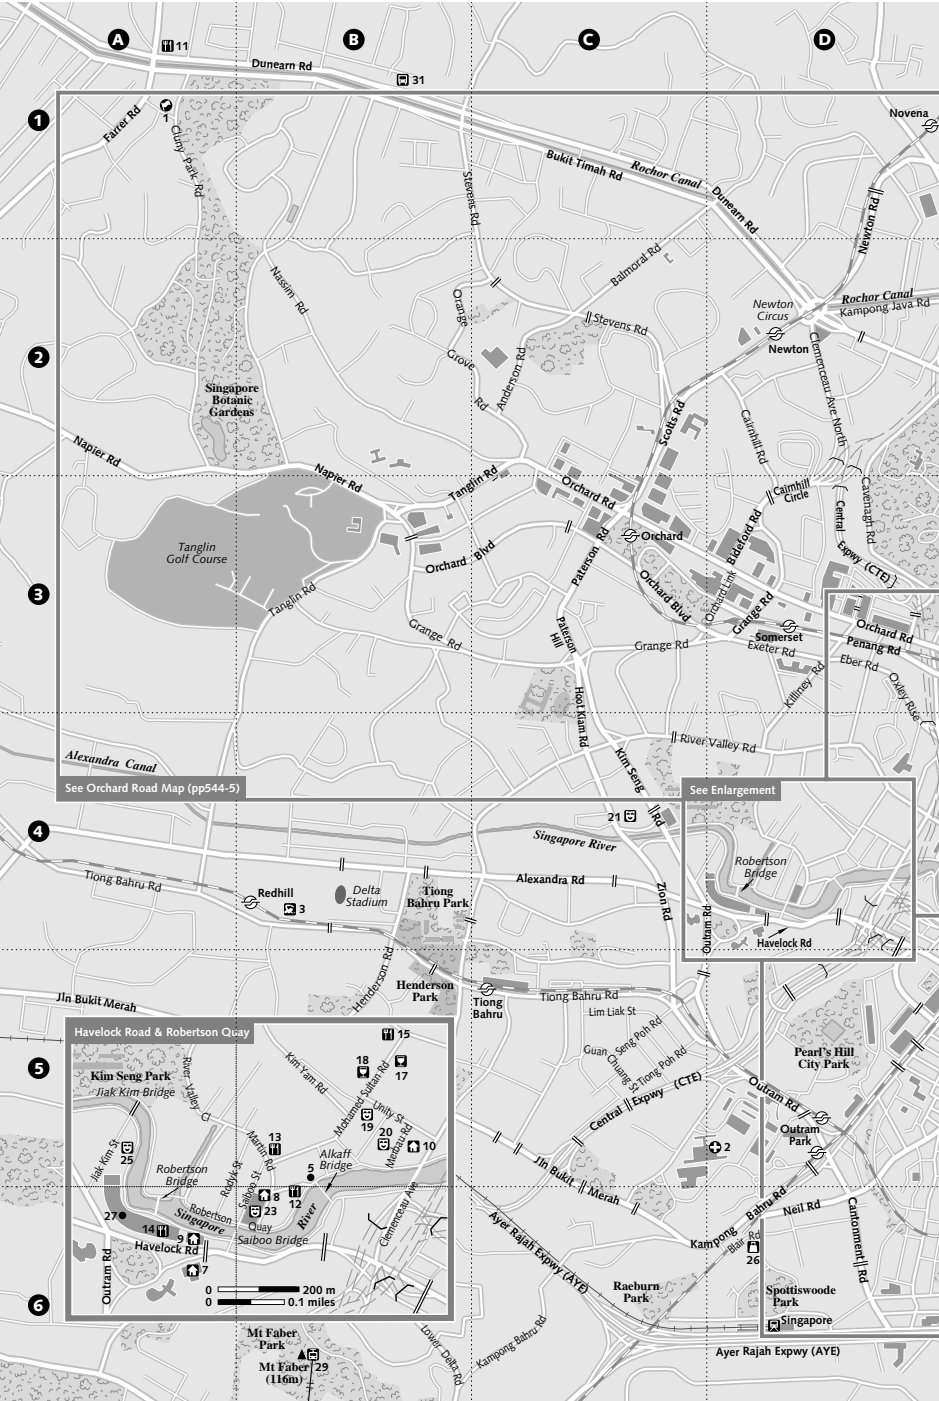 A
B
C
D
11
Dunearn Rd
31
1
1
Farrer Rd
Cluny Park Rd
Novena
Bukit Timah Rd
Rochor Canal
Dunearn Rd
Stevens Rd
Newton Rd
Balmoral Rd
Nassim Rd
Orange
Grove
Rd
Stevens Rd
Anderson Rd
Newton
Circus
Rochor Canal
Kampong Java Rd
Newton
Clemenceau Ave North
2
Singapore
Botanic
Gardens
Scotts Rd
Cairnhill Rd
Napier Rd
Napier Rd
Tanglin Rd
Orchard Rd
Cairnhill
Circle
Cavenagh Rd
Central
Expwy (CTE)
Bideford Rd
Tanglin
Golf Course
Orchard Blvd
Paterson Rd
Orchard
Orchard Blvd
Orchard Link
Grange Rd
3
Tanglin Rd
Grange Rd
Paterson
Hill
Grange Rd
Somerset
Exeter Rd
Orchard Rd
Penang Rd
Eber Rd
Killiney Rd
Oxley Rise
Hoot Kiam Rd
River Valley Rd
Kim Seng
Rd
Alexandra Canal
See Orchard Road Map (pp544-5)
See Enlargement
4
21
Singapore River
Robertson
Bridge
Tiong Bahru Rd
Redhill
3
Delta
Stadium
Tiong
Bahru Park
Alexandra Rd
Zion Rd
Outram Rd
Havelock Rd
Henderson Rd
Henderson
Park
Tiong
Bahru
Tiong Bahru Rd
Lim Liak St
Jln Bukit Merah
Guan
Chuang
St
Seng Poh Rd
Tiong Poh Rd
Pearl's Hill
City Park
5
Havelock Road & Robertson Quay
15
Kim Seng Park
Jiak Kim Bridge
River Valley Cl
Kim Yam Rd
18
17
Mohamed Sultan Rd
19
Unity St
20
Merbau Rd
10
13
Martin Rd
25
Jiak Kim St
Robertson
Bridge
Rodyk St
Saiboo St
8
12
5
Alkaff
Bridge
23
Robertson
Quay
Singapore
River
Saiboo Bridge
Clemenceau Ave
27
14
9
Havelock Rd
7
Outram Rd
0 200 m
0 0.1 miles
Central Expwy (CTE)
Outram Rd
Outram
Park
2
Jln Bukit Merah
Kampong Bahru Rd
Neil Rd
Blair Rd
26
Cantonment Rd
Ayer Rajah Expwy (AYE)
Raeburn
Park
Spottiswoode
Park
Singapore
6
Mt Faber
Park
Mt Faber
(116m)
29
Lower Delta Rd
Kampong Bahru Rd
Ayer Rajah Expwy (AYE)